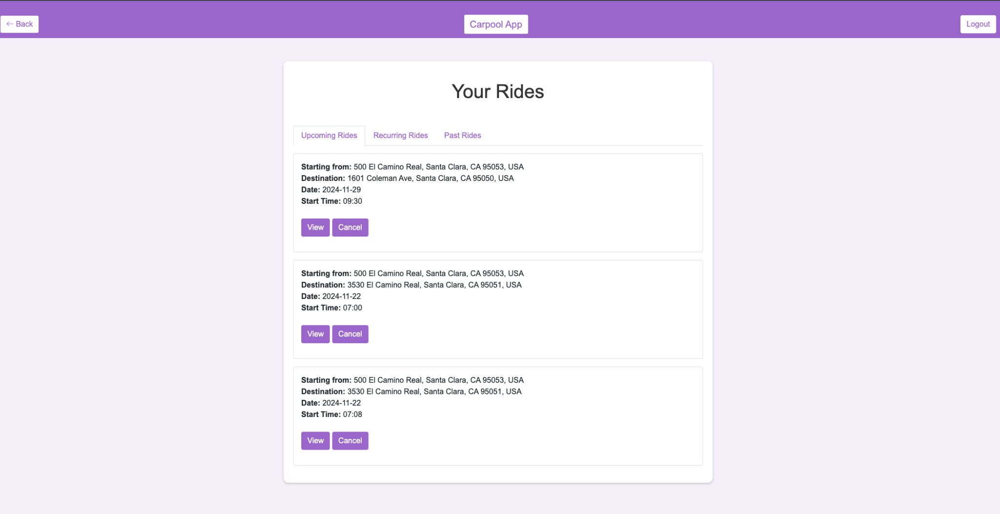 ← Back
Carpool App
Logout
Your Rides
Upcoming Rides
Recurring Rides
Past Rides
Starting from: 500 El Camino Real, Santa Clara, CA 95053, USA
Destination: 1601 Coleman Ave, Santa Clara, CA 95050, USA
Date: 2024-11-29
Start Time: 09:30
View
Cancel
Starting from: 500 El Camino Real, Santa Clara, CA 95053, USA
Destination: 3530 El Camino Real, Santa Clara, CA 95051, USA
Date: 2024-11-22
Start Time: 07:00
View
Cancel
Starting from: 500 El Camino Real, Santa Clara, CA 95053, USA
Destination: 3530 El Camino Real, Santa Clara, CA 95051, USA
Date: 2024-11-22
Start Time: 07:08
View
Cancel